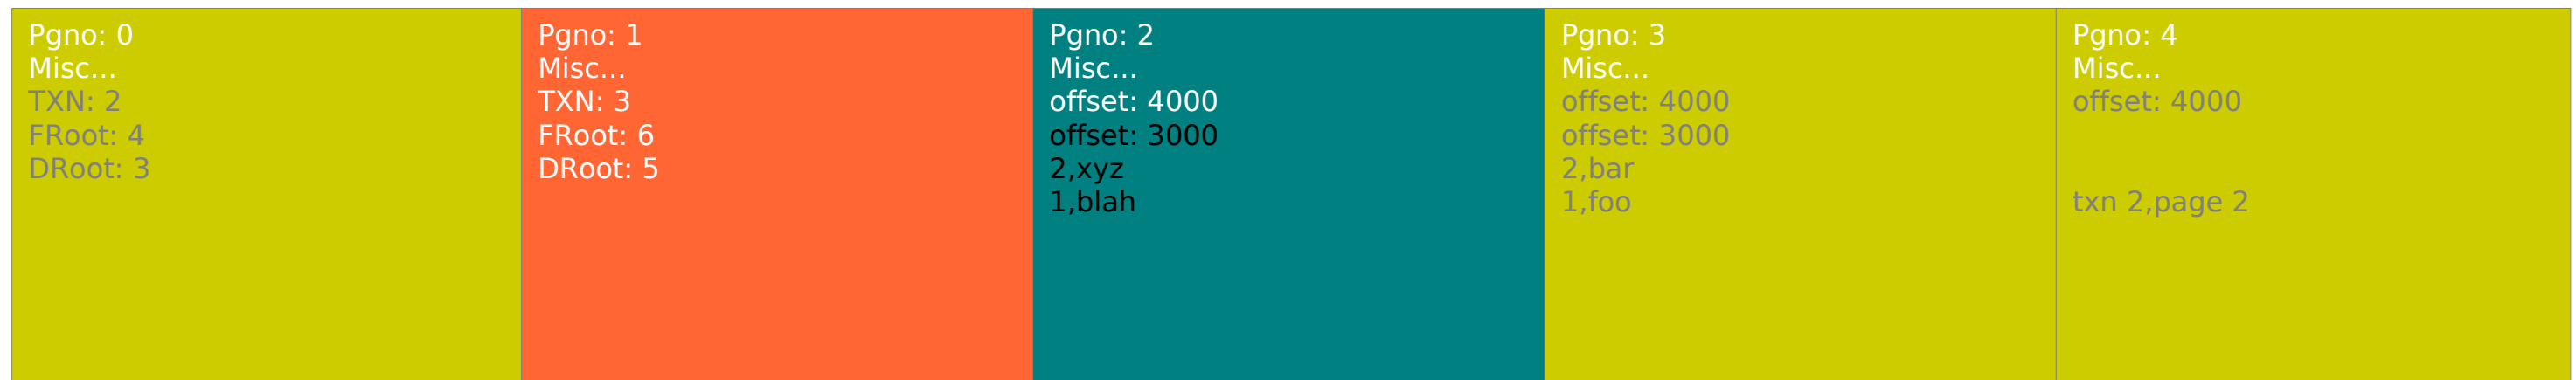 Pgno: 0
Misc...
TXN: 2
FRoot: 4
DRoot: 3
Pgno: 1
Misc...
TXN: 3
FRoot: 6
DRoot: 5
Pgno: 2
Misc...
offset: 4000
offset: 3000
2,xyz
1,blah
Pgno: 3
Misc...
offset: 4000
offset: 3000
2,bar
1,foo
Pgno: 4
Misc...
offset: 4000
txn 2,page 2